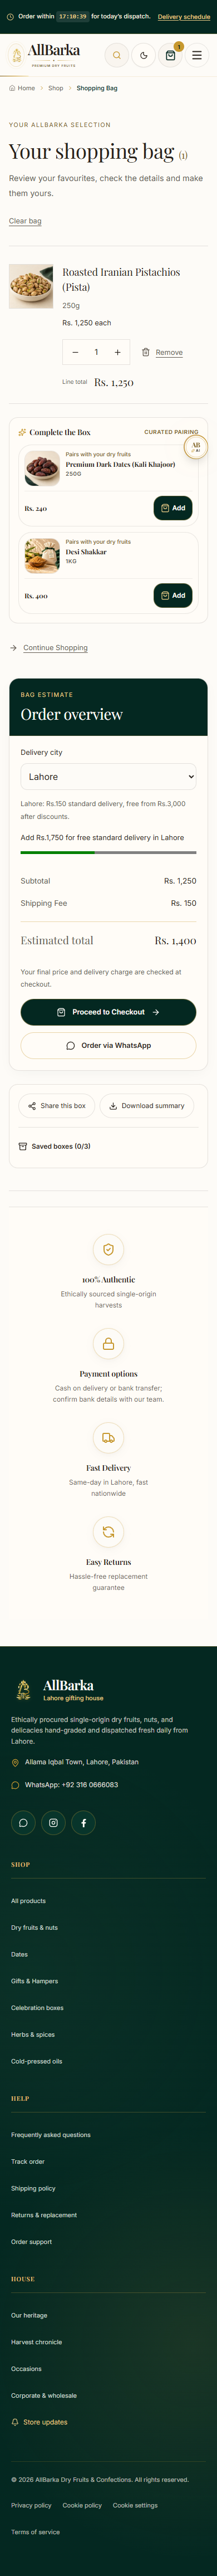 Order within 17:10:39 for today's dispatch. Delivery schedule
AllBarka
PREMIUM DRY FRUITS
1
Home > Shop > Shopping Bag
YOUR ALLBARKA SELECTION
Your shopping bag (1)
Review your favourites, check the details and make
them yours.
Clear bag
Roasted Iranian Pistachios
(Pista)
250g
Rs. 1,250 each
− 1 + Remove
Line total Rs. 1,250
Complete the Box CURATED PAIRING
AB
AI
Pairs with your dry fruits
Premium Dark Dates (Kali Khajoor)
250G
Rs. 240 Add
Pairs with your dry fruits
Desi Shakkar
1KG
Rs. 400 Add
Continue Shopping
BAG ESTIMATE
Order overview
Delivery city
Lahore
Lahore: Rs.150 standard delivery, free from Rs.3,000
after discounts.
Add Rs.1,750 for free standard delivery in Lahore
Subtotal Rs. 1,250
Shipping Fee Rs. 150
Estimated total Rs. 1,400
Your final price and delivery charge are checked at
checkout.
Proceed to Checkout
Order via WhatsApp
Share this box Download summary
Saved boxes (0/3)
100% Authentic
Ethically sourced single-origin
harvests
Payment options
Cash on delivery or bank transfer;
confirm bank details with our team.
Fast Delivery
Same-day in Lahore, fast
nationwide
Easy Returns
Hassle-free replacement
guarantee
AllBarka
Lahore gifting house
Ethically procured single-origin dry fruits, nuts, and
delicacies hand-graded and dispatched fresh daily from
Lahore.
Allama Iqbal Town, Lahore, Pakistan
WhatsApp: +92 316 0666083
SHOP
All products
Dry fruits & nuts
Dates
Gifts & Hampers
Celebration boxes
Herbs & spices
Cold-pressed oils
HELP
Frequently asked questions
Track order
Shipping policy
Returns & replacement
Order support
HOUSE
Our heritage
Harvest chronicle
Occasions
Corporate & wholesale
Store updates
© 2026 AllBarka Dry Fruits & Confections. All rights reserved.
Privacy policy Cookie policy Cookie settings
Terms of service